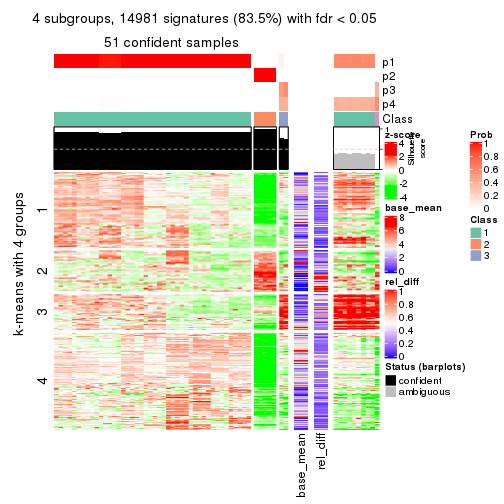 4 subgroups, 14981 signatures (83.5%) with fdr < 0.05
51 confident samples
p1
p2
p3
p4
Class
1
Silhouette
score
k-means with 4 groups
1
2
3
4
base_mean
rel_diff
z-score
4
2
0
-2
-4
base_mean
8
6
4
2
0
rel_diff
1
0.8
0.6
0.4
0.2
0
Status (barplots)
confident
ambiguous
Prob
1
0.8
0.6
0.4
0.2
0
Class
1
2
3